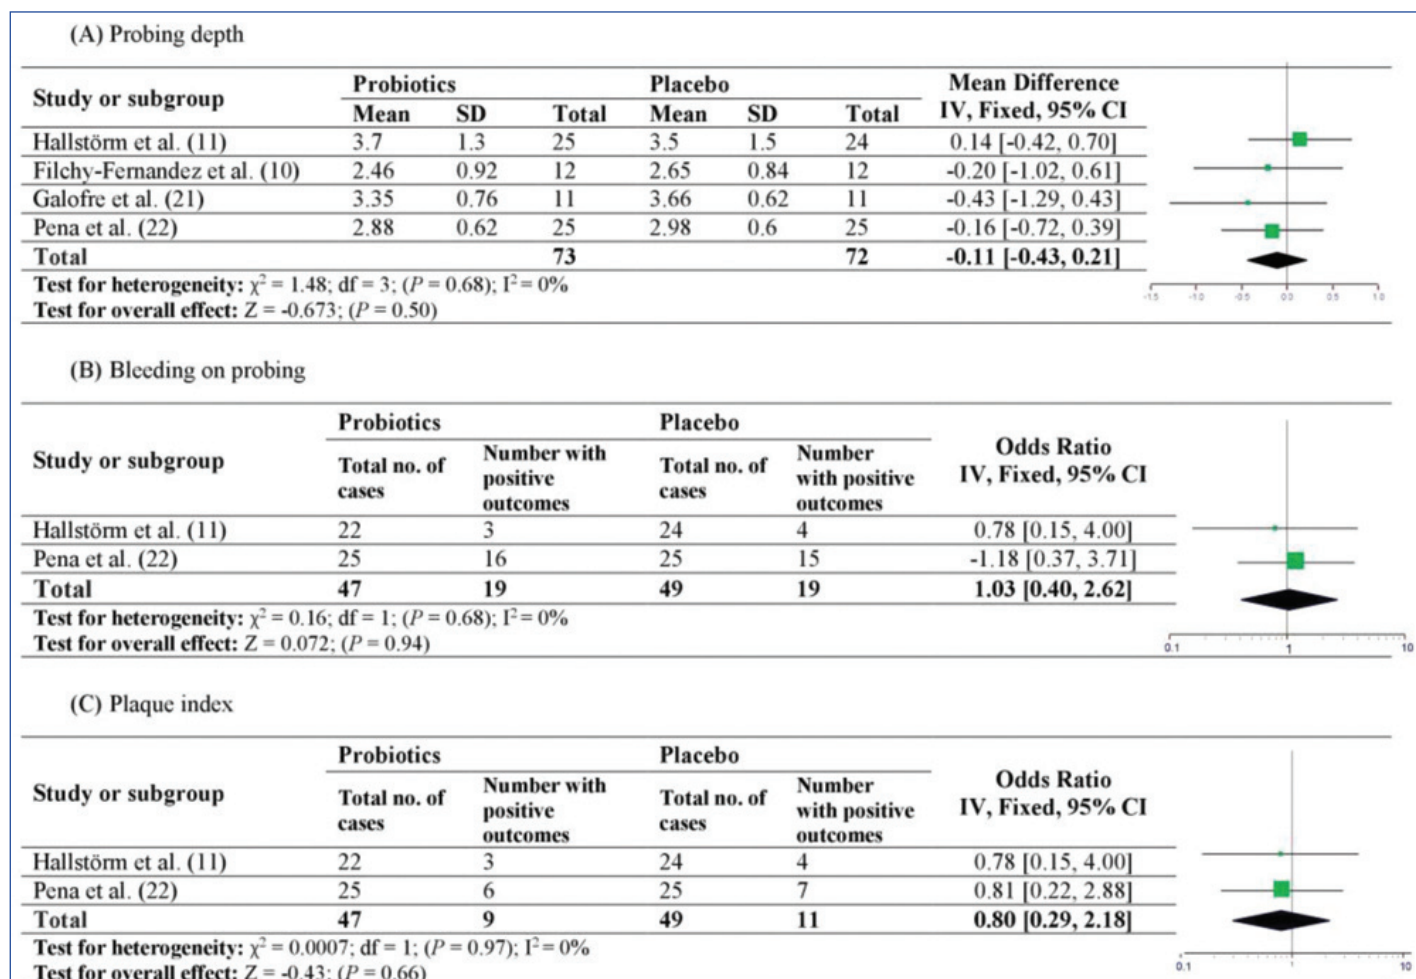 (A) Probing depth
Study or subgroup Probiotics Placebo Mean Difference
Mean SD Total Mean SD Total IV, Fixed, 95% CI
Hallstörm et al. (11) 3.7 1.3 25 3.5 1.5 24 0.14 [-0.42, 0.70]
Filchy-Fernandez et al. (10) 2.46 0.92 12 2.65 0.84 12 -0.20 [-1.02, 0.61]
Galofre et al. (21) 3.35 0.76 11 3.66 0.62 11 -0.43 [-1.29, 0.43]
Pena et al. (22) 2.88 0.62 25 2.98 0.6 25 -0.16 [-0.72, 0.39]
Total 73 72 -0.11 [-0.43, 0.21]
Test for heterogeneity: χ² = 1.48; df = 3; (P = 0.68); I² = 0%
Test for overall effect: Z = -0.673; (P = 0.50)
-1.5 -1.0 -0.5 0.0 0.5 1.0
(B) Bleeding on probing
Study or subgroup Probiotics Placebo Odds Ratio
IV, Fixed, 95% CI
Total no. of cases Number with positive outcomes Total no. of cases Number with positive outcomes
Hallstörm et al. (11) 22 3 24 4 0.78 [0.15, 4.00]
Pena et al. (22) 25 16 25 15 -1.18 [0.37, 3.71]
Total 47 19 49 19 1.03 [0.40, 2.62]
Test for heterogeneity: χ² = 0.16; df = 1; (P = 0.68); I² = 0%
Test for overall effect: Z = 0.072; (P = 0.94)
0.1 1 10
(C) Plaque index
Study or subgroup Probiotics Placebo Odds Ratio
IV, Fixed, 95% CI
Total no. of cases Number with positive outcomes Total no. of cases Number with positive outcomes
Hallstörm et al. (11) 22 3 24 4 0.78 [0.15, 4.00]
Pena et al. (22) 25 6 25 7 0.81 [0.22, 2.88]
Total 47 9 49 11 0.80 [0.29, 2.18]
Test for heterogeneity: χ² = 0.0007; df = 1; (P = 0.97); I² = 0%
Test for overall effect: Z = -0.43; (P = 0.66)
0.1 1 10